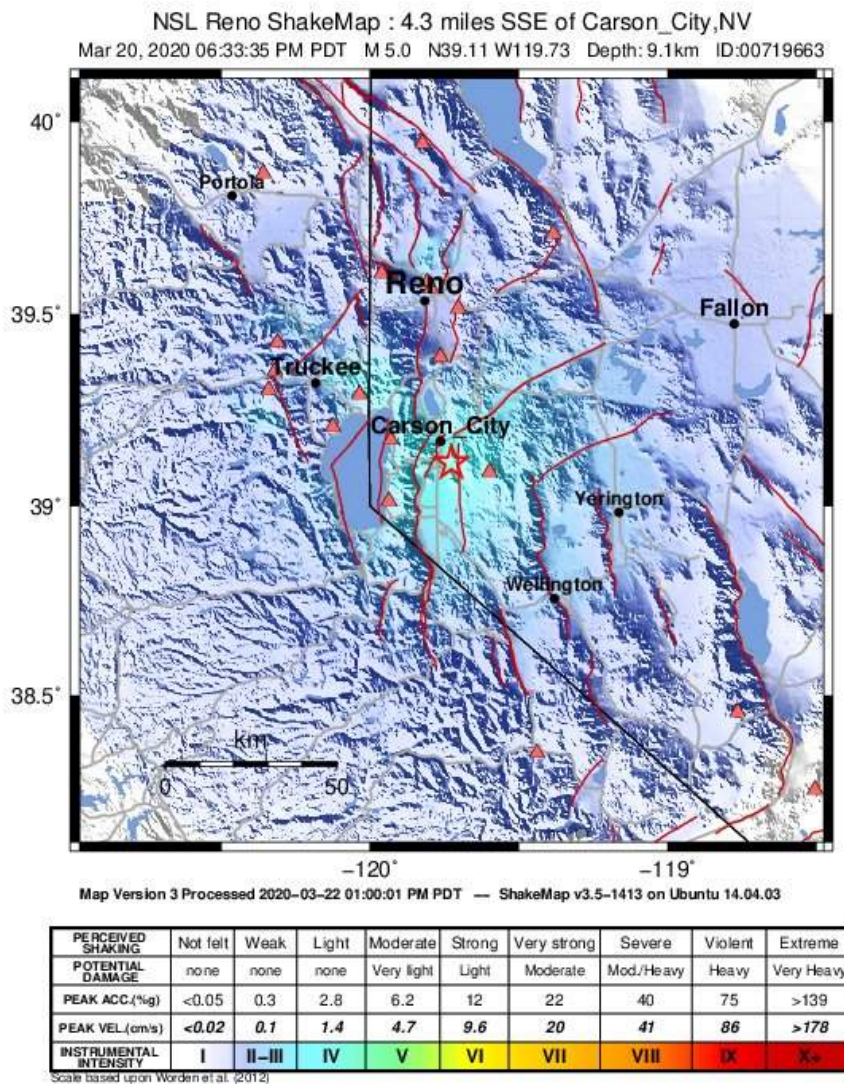 NSL Reno ShakeMap : 4.3 miles SSE of Carson_City,NV
Mar 20, 2020 06:33:35 PM PDT M 5.0 N39.11 W119.73 Depth: 9.1km ID:00719663
40˚
Portola
Reno
39.5˚
Fallon
Truckee
Carson_City
39˚
Yerington
Wellington
38.5˚
km
0 50
−120˚ −119˚
Map Version 3 Processed 2020−03−22 01:00:01 PM PDT −− ShakeMap v3.5−1413 on Ubuntu 14.04.03
PERCEIVED SHAKING Not felt Weak Light Moderate Strong Very strong Severe Violent Extreme
POTENTIAL DAMAGE none none none Very light Light Moderate Mod./Heavy Heavy Very Heavy
PEAK ACC.(%g) <0.05 0.3 2.8 6.2 12 22 40 75 >139
PEAK VEL.(cm/s) <0.02 0.1 1.4 4.7 9.6 20 41 86 >178
INSTRUMENTAL INTENSITY I II−III IV V VI VII VIII IX X+
Scale based upon Worden et al. (2012)